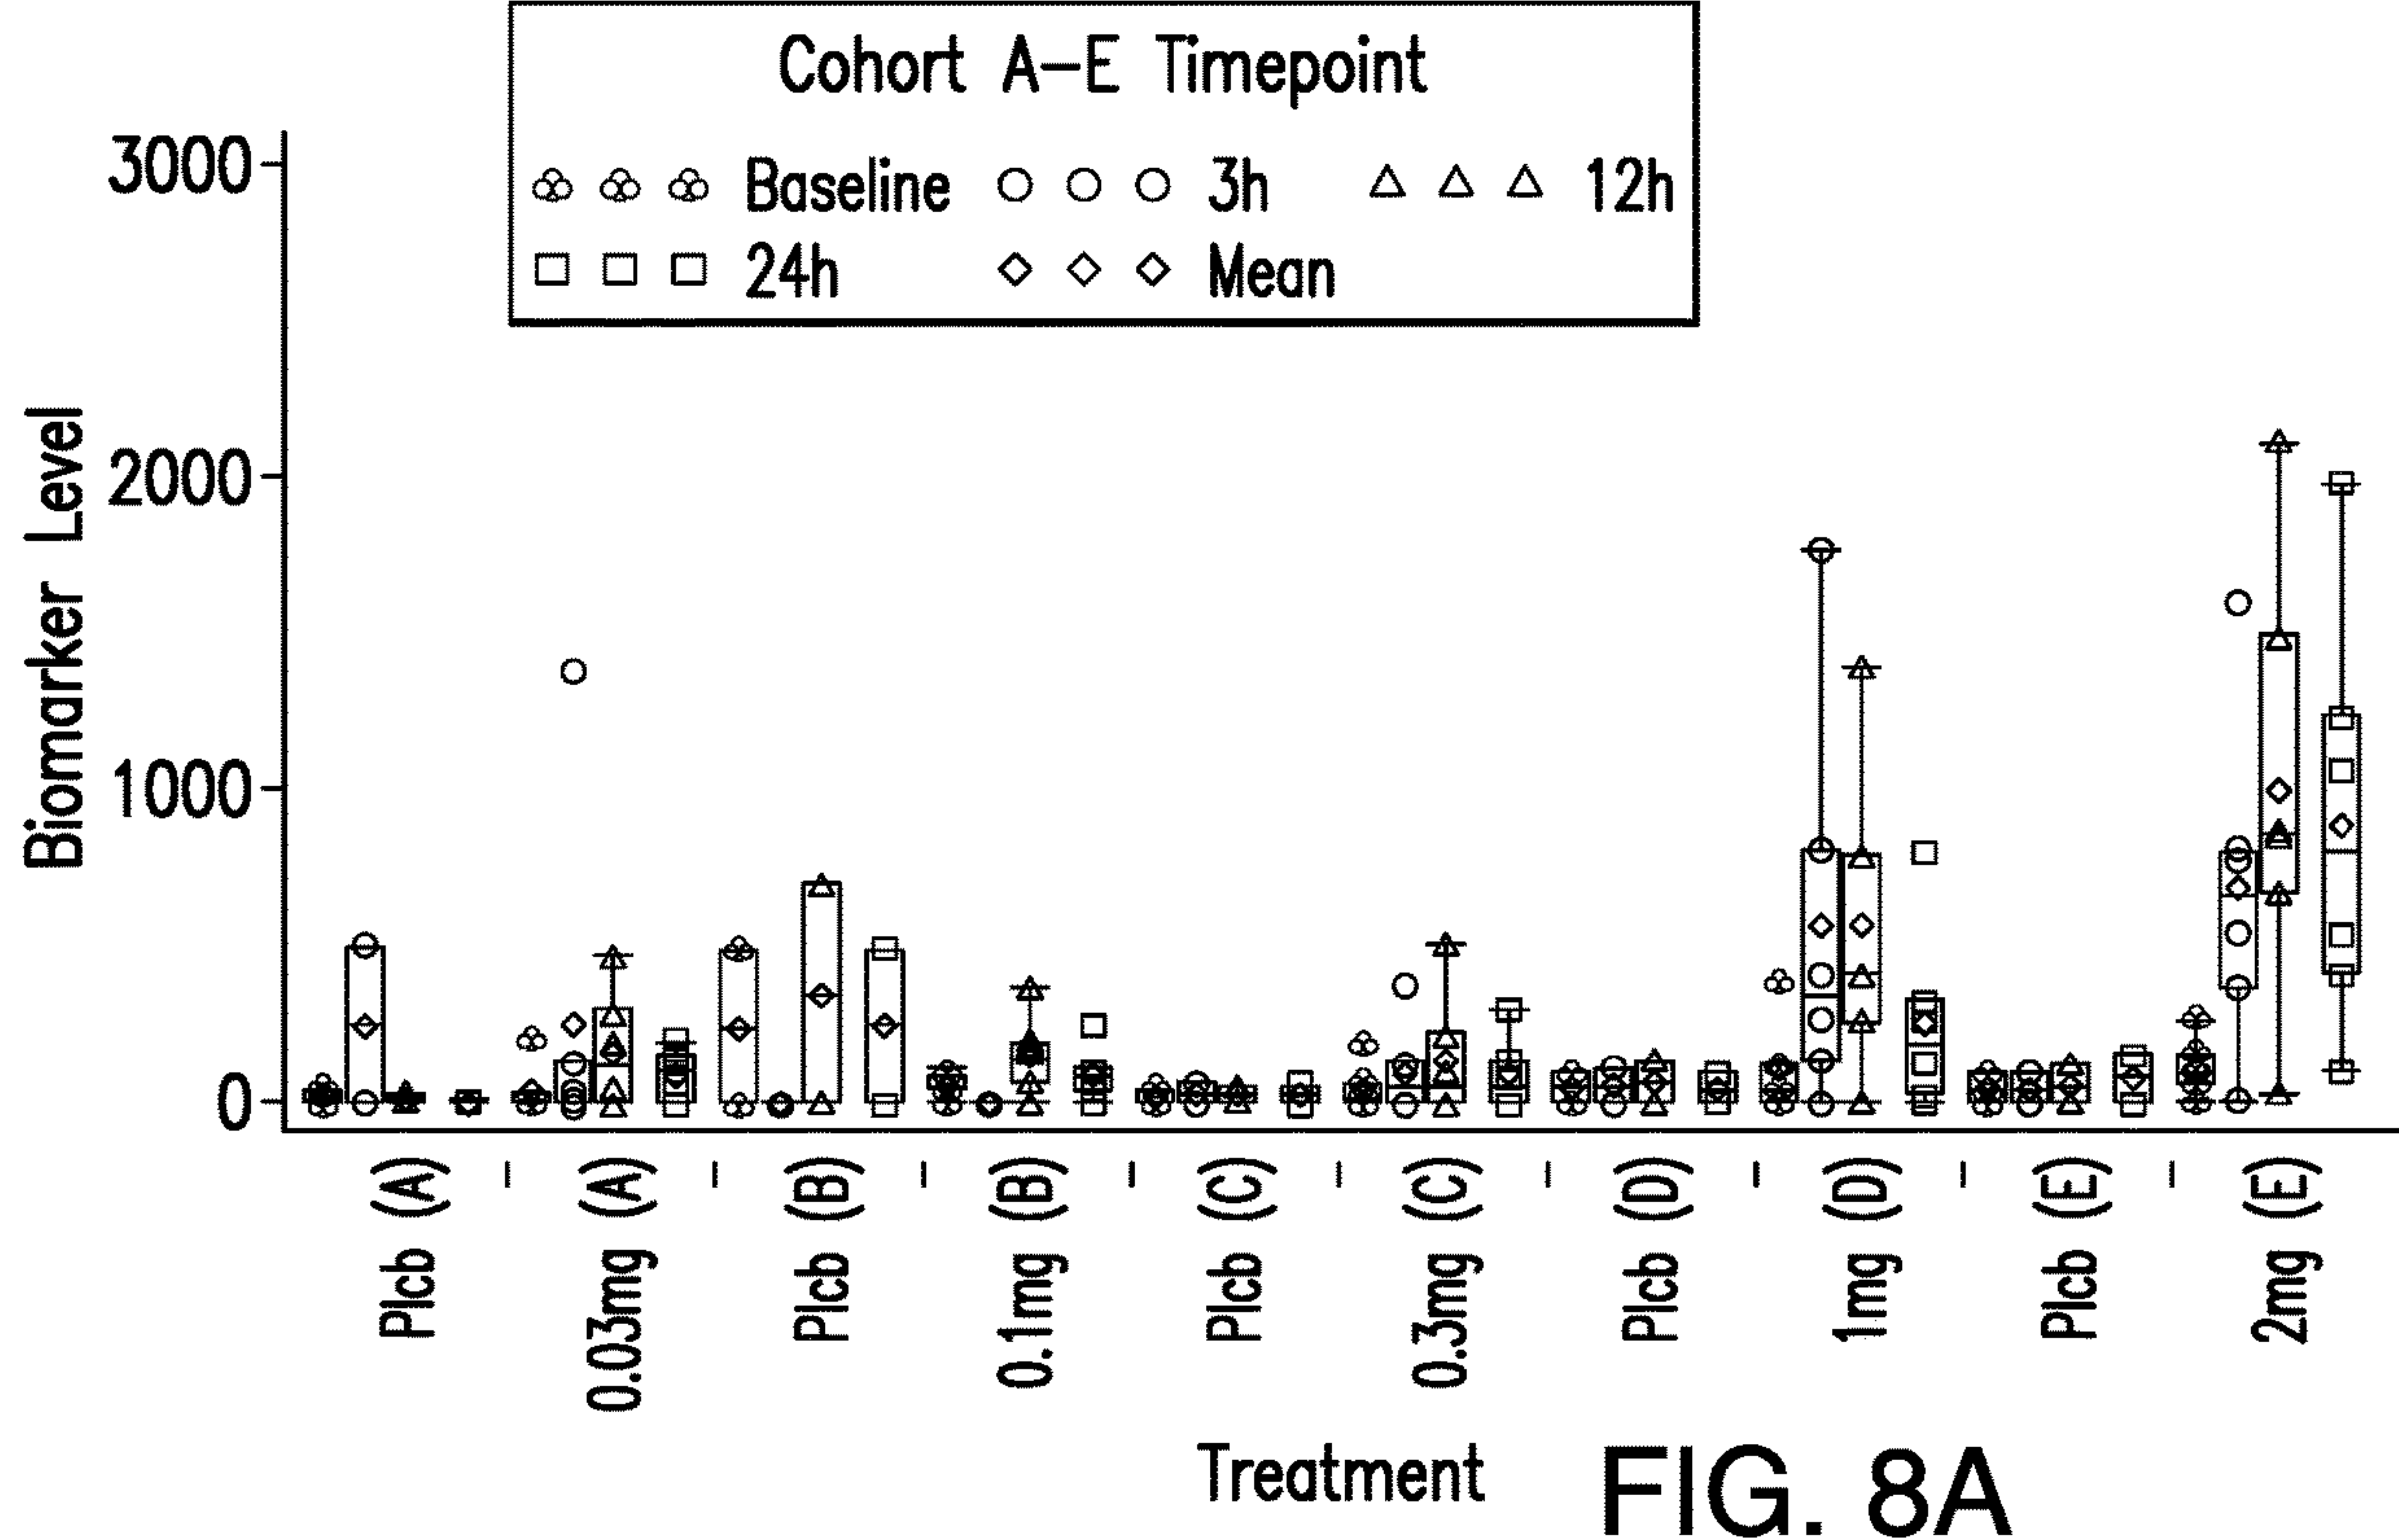 Cohort A-E Timepoint
Baseline 3h 12h
24h Mean
Biomarker Level
3000
2000
1000
0
Plcb (A)
0.03mg (A)
Plcb (B)
0.1mg (B)
Plcb (C)
0.3mg (C)
Plcb (D)
1mg (D)
Plcb (E)
2mg (E)
Treatment
FIG. 8A